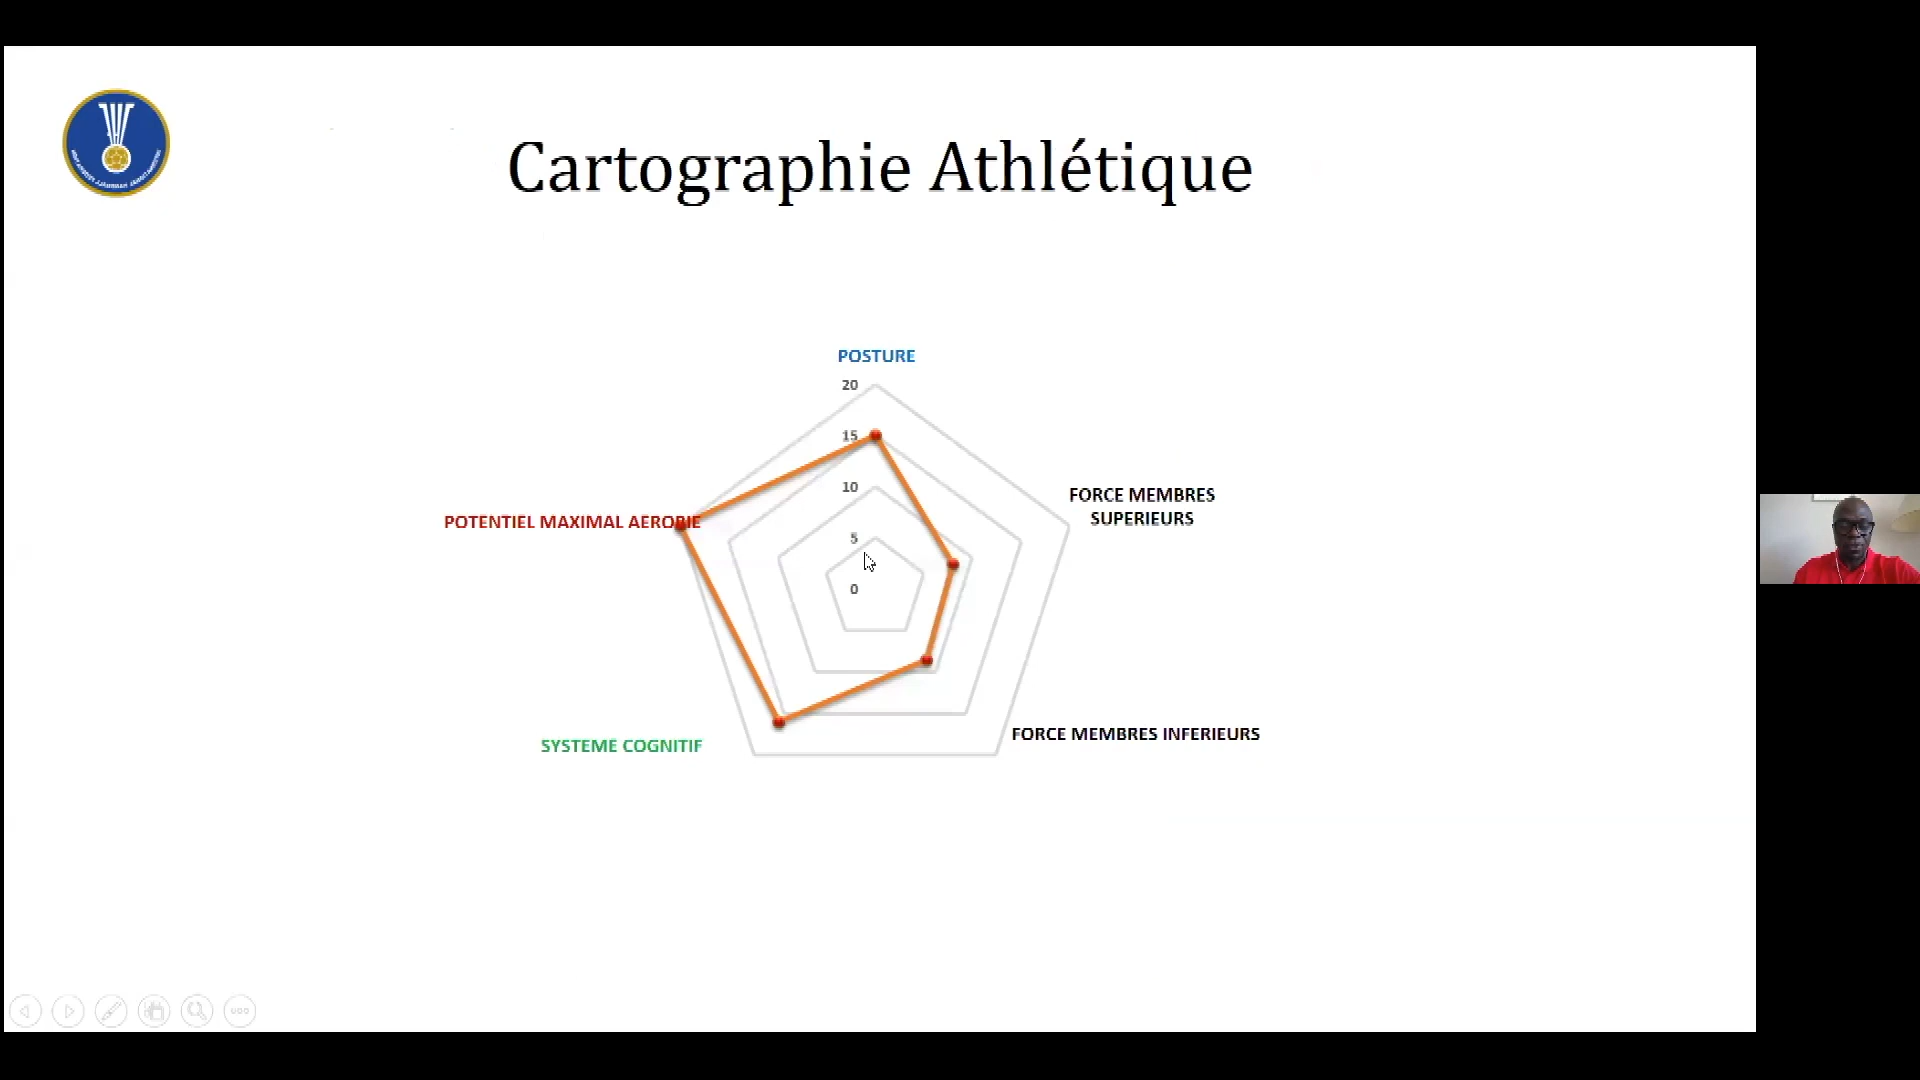 Cartographie Athlétique
POSTURE
20
15
10
5
0
FORCE MEMBRES
SUPERIEURS
POTENTIEL MAXIMAL AEROBIE
FORCE MEMBRES INFERIEURS
SYSTEME COGNITIF